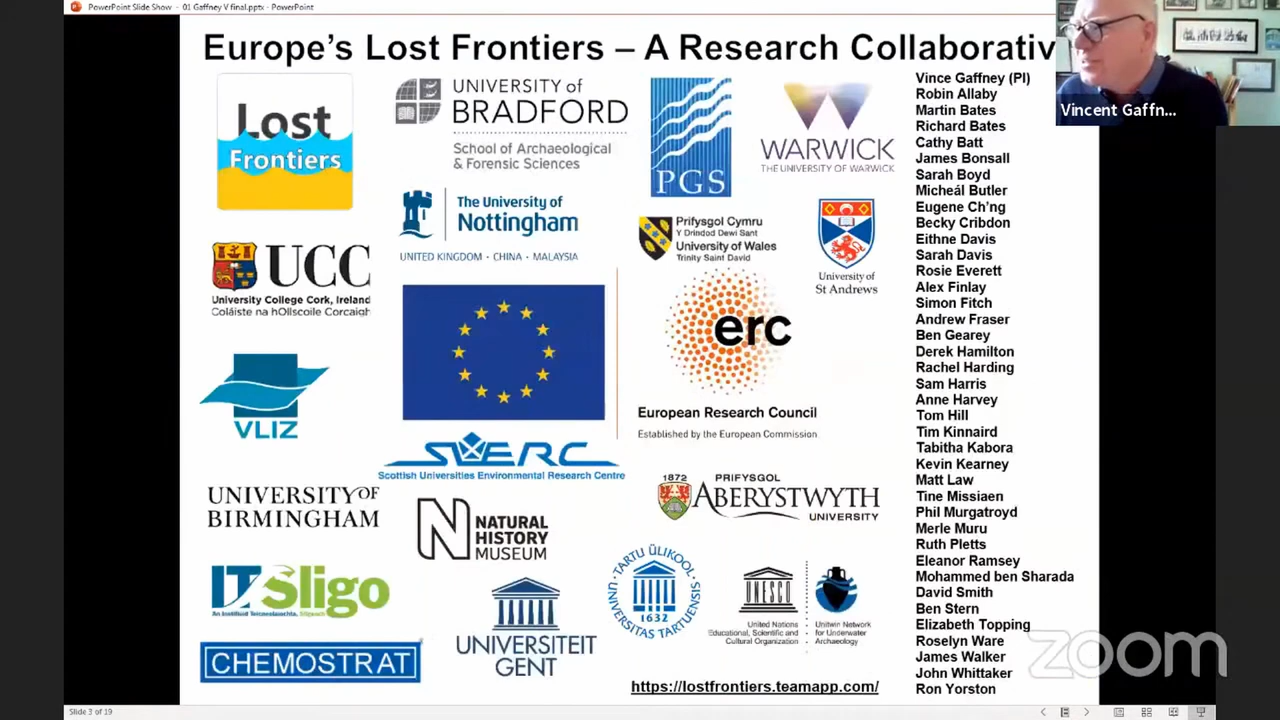 PowerPoint Slide Show - 01 Gaffney V final.pptx - PowerPoint
Europe's Lost Frontiers – A Research Collaborativ
Vincent Gaffn...
Lost
Frontiers
UNIVERSITY of
BRADFORD
School of Archaeological
& Forensic Sciences
PGS
WARWICK
THE UNIVERSITY OF WARWICK
The University of
Nottingham
UNITED KINGDOM · CHINA · MALAYSIA
Prifysgol Cymru
Y Drindod Dewi Sant
University of Wales
Trinity Saint David
University of
St Andrews
UCC
University College Cork, Ireland
Coláiste na hOllscoile Corcaigh
erc
European Research Council
Established by the European Commission
VLIZ
SUERC
Scottish Universities Environmental Research Centre
UNIVERSITY OF
BIRMINGHAM
N
NATURAL
HISTORY
MUSEUM
1872 PRIFYSGOL
ABERYSTWYTH
UNIVERSITY
IT Sligo
An Institiúid Teicneolaíochta, Sligeach
UNIVERSITEIT
GENT
TARTU ÜLIKOOL
UNIVERSITAS TARTUENSIS
1632
UNESCO
United Nations
Educational, Scientific and
Cultural Organization
Unitwin Network
for Underwater
Archaeology
CHEMOSTRAT
https://lostfrontiers.teamapp.com/
Vince Gaffney (PI)
Robin Allaby
Martin Bates
Richard Bates
Cathy Batt
James Bonsall
Sarah Boyd
Micheál Butler
Eugene Ch'ng
Becky Cribdon
Eithne Davis
Sarah Davis
Rosie Everett
Alex Finlay
Simon Fitch
Andrew Fraser
Ben Gearey
Derek Hamilton
Rachel Harding
Sam Harris
Anne Harvey
Tom Hill
Tim Kinnaird
Tabitha Kabora
Kevin Kearney
Matt Law
Tine Missiaen
Phil Murgatroyd
Merle Muru
Ruth Pletts
Eleanor Ramsey
Mohammed ben Sharada
David Smith
Ben Stern
Elizabeth Topping
Roselyn Ware
James Walker
John Whittaker
Ron Yorston
zoom
Slide 3 of 19